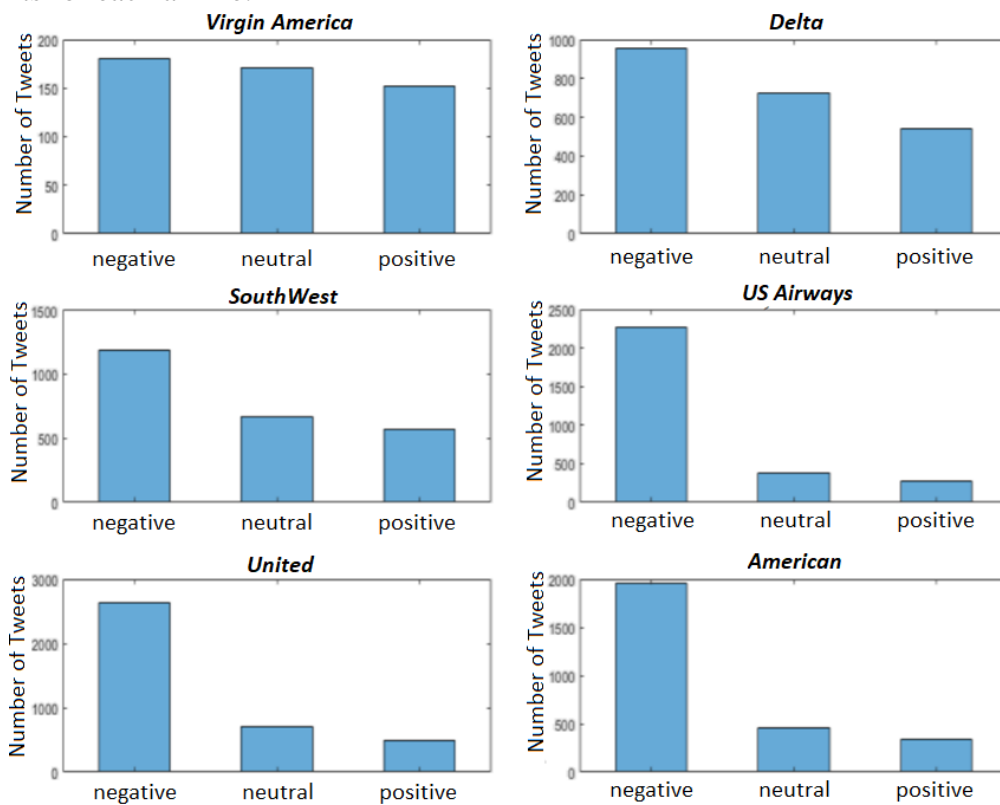 Virgin America
Number of Tweets
200
150
100
50
0
negative neutral positive
Delta
Number of Tweets
1000
800
600
400
200
0
negative neutral positive
SouthWest
Number of Tweets
1500
1000
500
0
negative neutral positive
US Airways
Number of Tweets
2500
2000
1500
1000
500
0
negative neutral positive
United
Number of Tweets
3000
2000
1000
0
negative neutral positive
American
Number of Tweets
2000
1500
1000
500
0
negative neutral positive